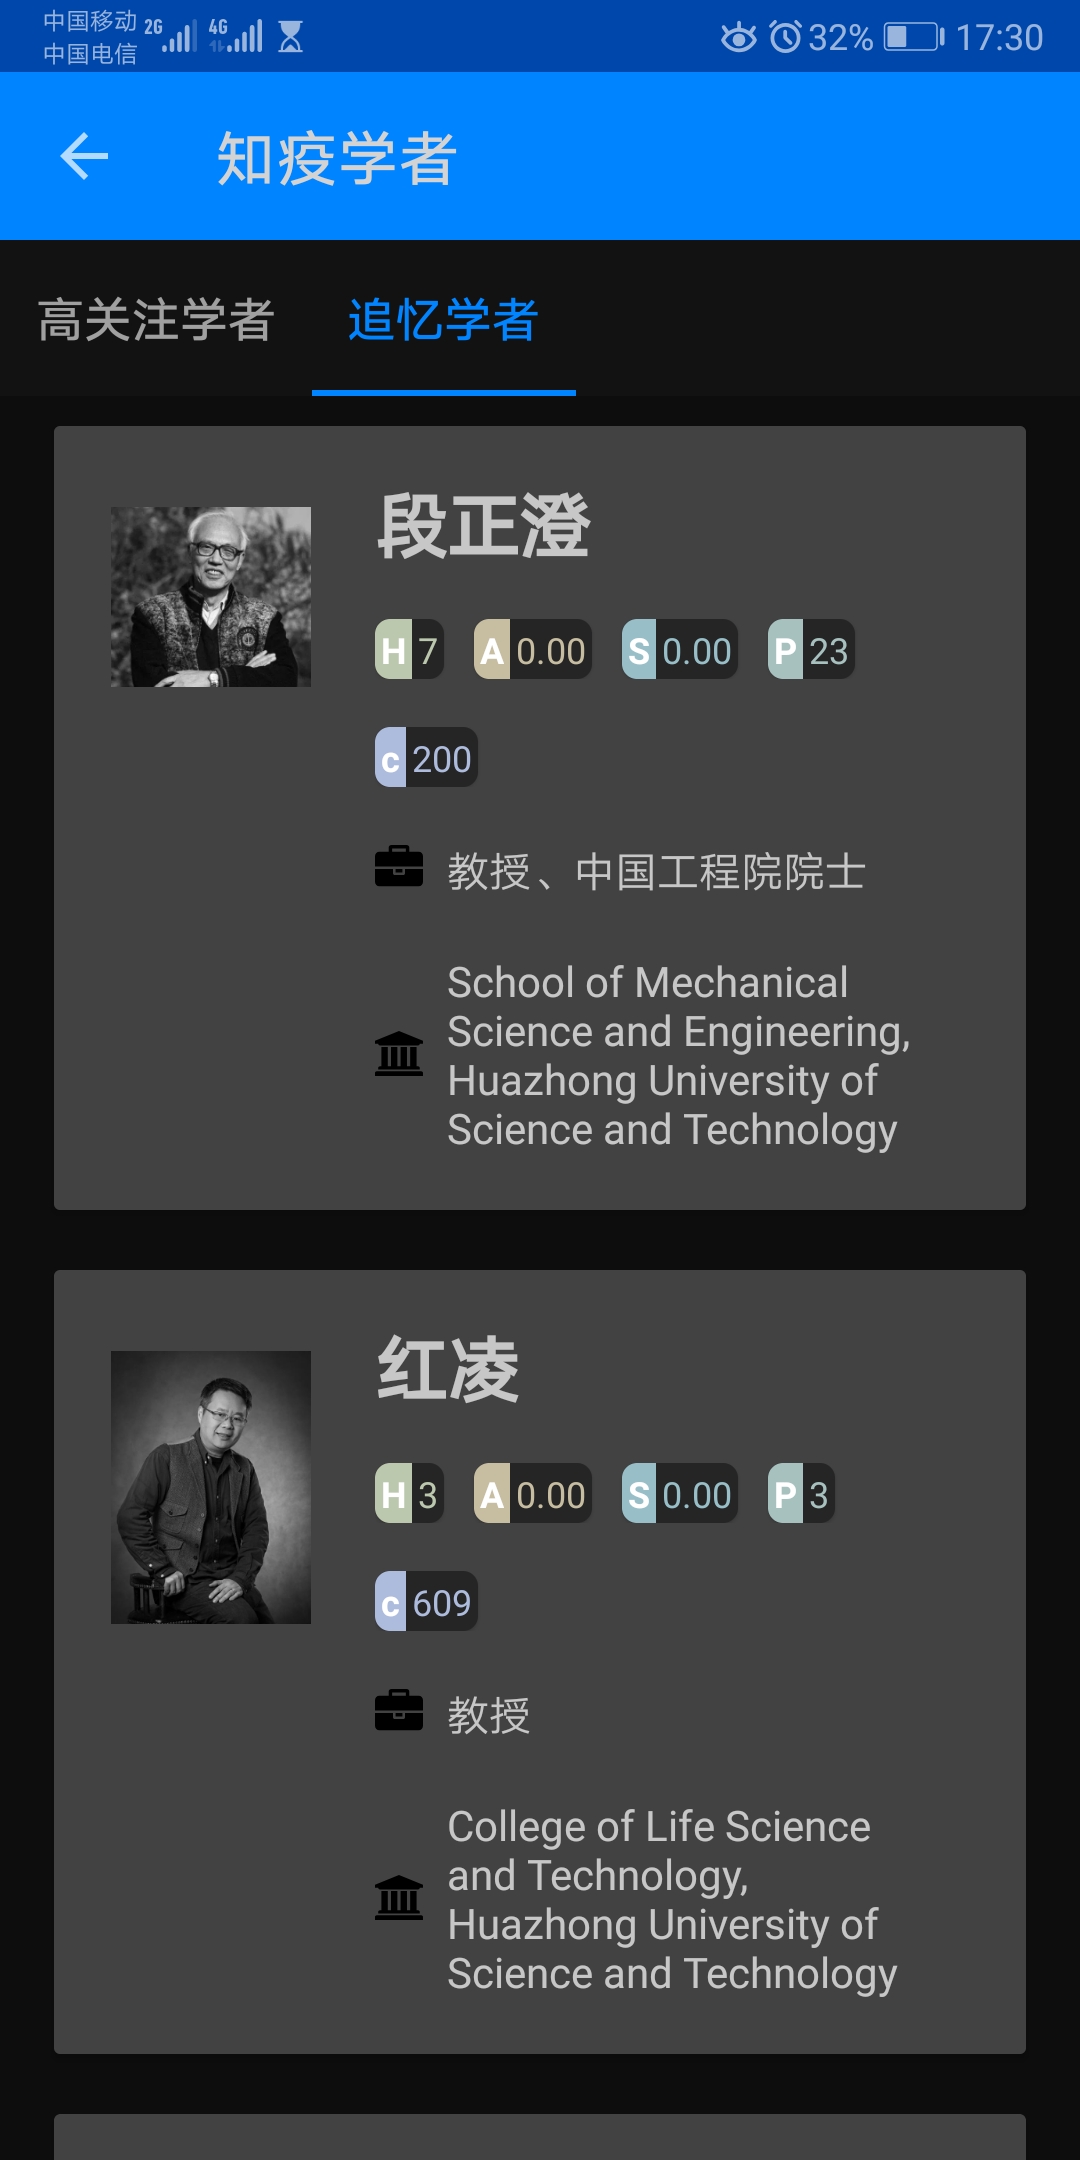 中国移动 2G 4G 32% 17:30
中国电信
知疫学者
高关注学者 追忆学者
段正澄
H 7 A 0.00 S 0.00 P 23
c 200
教授、中国工程院院士
School of Mechanical
Science and Engineering,
Huazhong University of
Science and Technology
红凌
H 3 A 0.00 S 0.00 P 3
c 609
教授
College of Life Science
and Technology,
Huazhong University of
Science and Technology